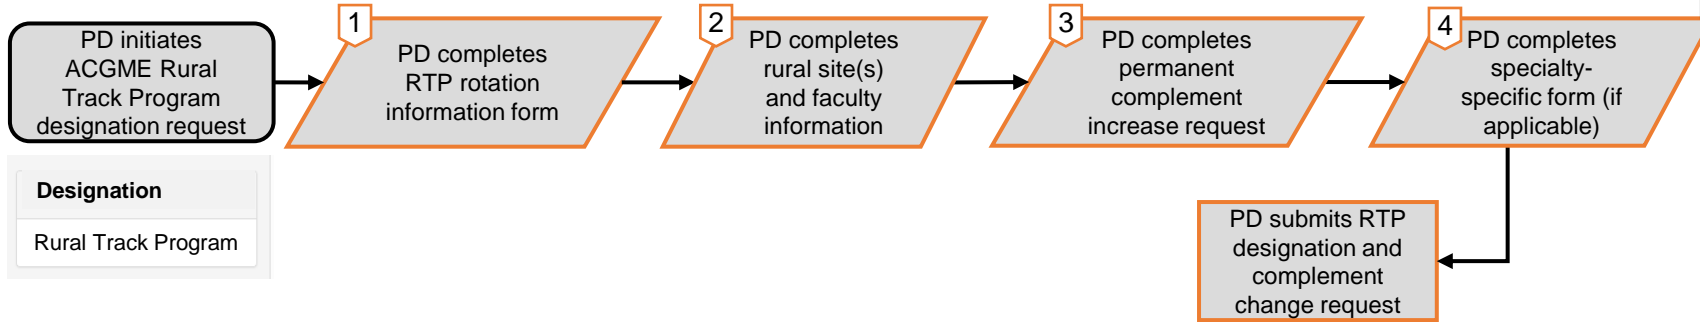 PD initiates
ACGME Rural
Track Program
designation request
1
PD completes
RTP rotation
information form
2
PD completes
rural site(s)
and faculty
information
3
PD completes
permanent
complement
increase request
4
PD completes
specialty-
specific form (if
applicable)
Designation
Rural Track Program
PD submits RTP
designation and
complement
change request